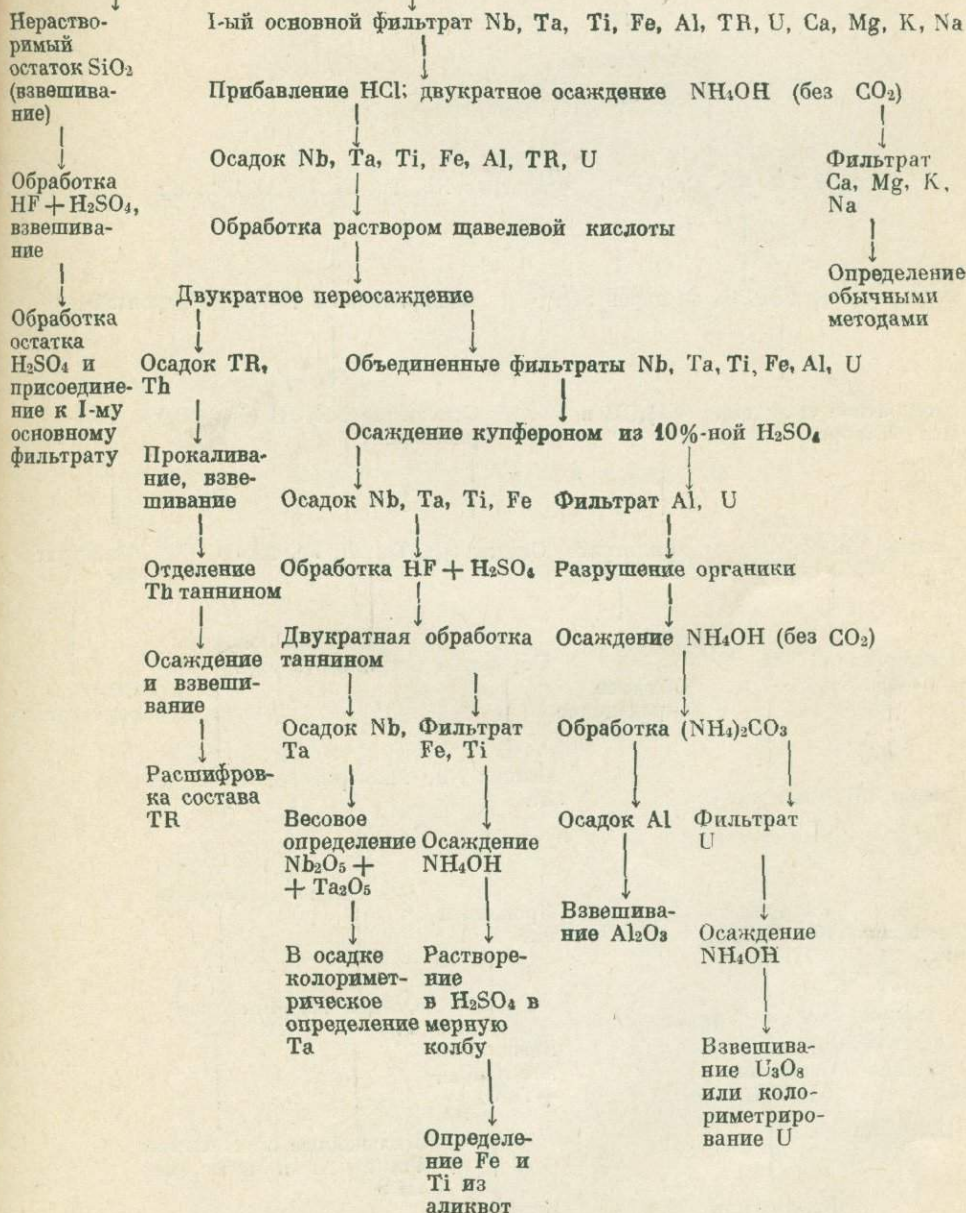 Нераство-
римый
остаток SiO₂
(взвешива-
ние)
Обработка
HF + H₂SO₄,
взвешива-
ние
Обработка
остатка
H₂SO₄ и
присоедине-
ние к I-му
основному
фильтрату
I-ый основной фильтрат Nb, Ta, Ti, Fe, Al, TR, U, Ca, Mg, K, Na
Прибавление HCl; двукратное осаждение NH₄OH (без CO₂)
Осадок Nb, Ta, Ti, Fe, Al, TR, U
Фильтрат
Ca, Mg, K,
Na
Определение
обычными
методами
Обработка раствором щавелевой кислоты
Двукратное переосаждение
Осадок TR,
Th
Прокалива-
ние, взве-
шивание
Отделение
Th таннином
Осаждение
и взвеши-
вание
Расшифров-
ка состава
TR
Объединенные фильтраты Nb, Ta, Ti, Fe, Al, U
Осаждение купфероном из 10%-ной H₂SO₄
Осадок Nb, Ta, Ti, Fe
Обработка HF + H₂SO₄
Двукратная обработка
таннином
Осадок Nb,
Ta
Весовое
определение
Nb₂O₅ +
+ Ta₂O₅
В осадке
колоримет-
рическое
определение
Ta
Фильтрат
Fe, Ti
Осаждение
NH₄OH
Растворе-
ние
в H₂SO₄ в
мерную
колбу
Определе-
ние Fe и
Ti из
аликвот
Фильтрат Al, U
Разрушение органики
Осаждение NH₄OH (без CO₂)
Обработка (NH₄)₂CO₃
Осадок Al
Взвешива-
ние Al₂O₃
Фильтрат
U
Осаждение
NH₄OH
Взвешива-
ние U₃O₈
или коло-
риметриро-
вание U